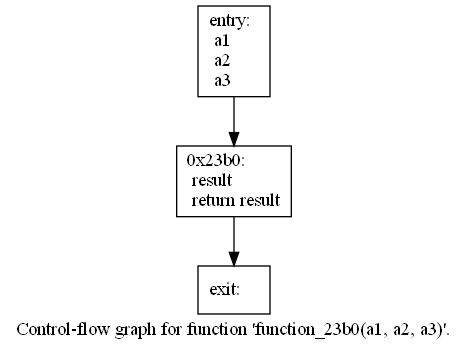 entry:
a1
a2
a3
0x23b0:
result
return result
exit:
Control-flow graph for function 'function_23b0(a1, a2, a3)'.